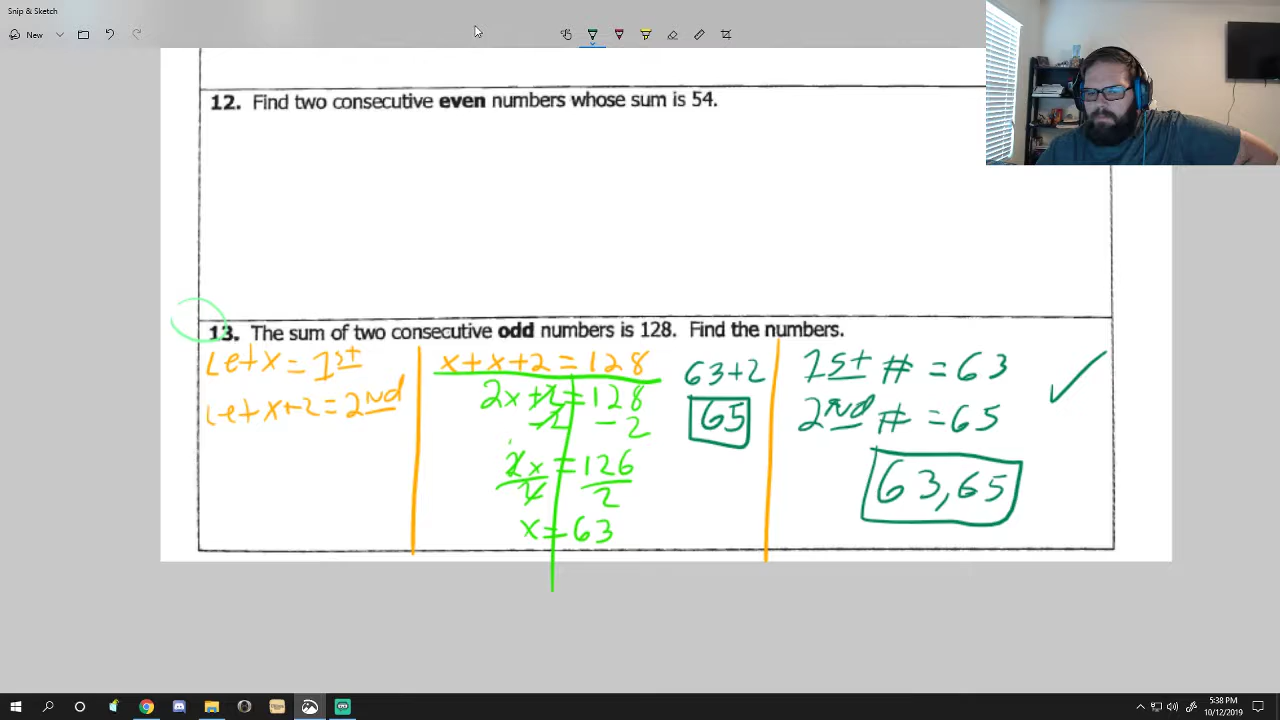 Snip & Sketch
New
12. Find two consecutive even numbers whose sum is 54.
13. The sum of two consecutive odd numbers is 128. Find the numbers.
Let x = 1st
Let x+2 = 2nd
x + x + 2 = 128
2x + 2 = 128
- 2 - 2
2x = 126
2 2
x = 63
63+2
65
1st # = 63
2nd # = 65
63, 65
5:38 PM
10/12/2019